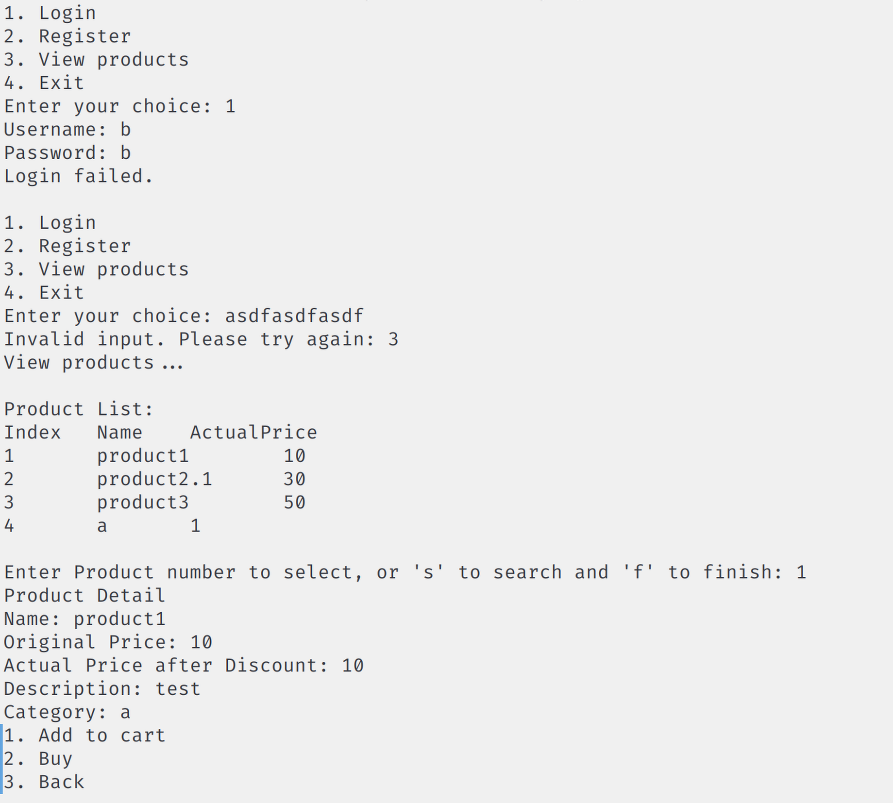 1. Login
2. Register
3. View products
4. Exit
Enter your choice: 1
Username: b
Password: b
Login failed.
1. Login
2. Register
3. View products
4. Exit
Enter your choice: asdfasdfasdf
Invalid input. Please try again: 3
View products...
Product List:
Index   Name    ActualPrice
1       product1        10
2       product2.1      30
3       product3        50
4       a       1
Enter Product number to select, or 's' to search and 'f' to finish: 1
Product Detail
Name: product1
Original Price: 10
Actual Price after Discount: 10
Description: test
Category: a
1. Add to cart
2. Buy
3. Back